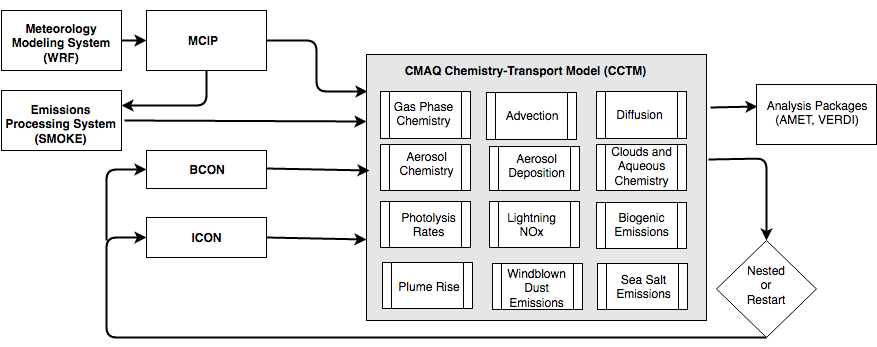 Meteorology
Modeling System
(WRF)
MCIP
Emissions
Processing System
(SMOKE)
BCON
ICON
CMAQ Chemistry-Transport Model (CCTM)
Gas Phase
Chemistry
Advection
Diffusion
Aerosol
Chemistry
Aerosol
Deposition
Clouds and
Aqueous
Chemistry
Photolysis
Rates
Lightning
NOx
Biogenic
Emissions
Plume Rise
Windblown
Dust
Emissions
Sea Salt
Emissions
Analysis Packages
(AMET, VERDI)
Nested
or
Restart